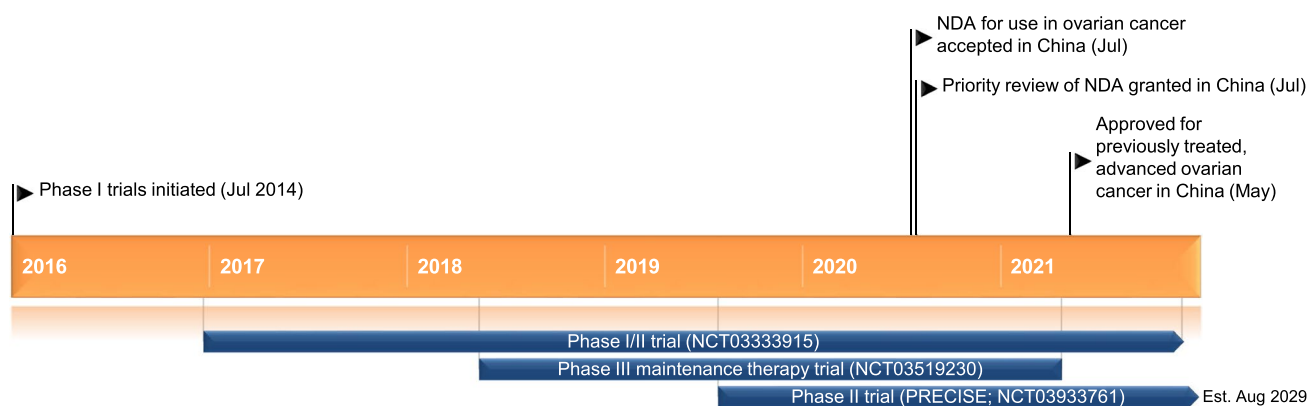 NDA for use in ovarian cancer
accepted in China (Jul)
Priority review of NDA granted in China (Jul)
Approved for
previously treated,
advanced ovarian
cancer in China (May)
Phase I trials initiated (Jul 2014)
2016 2017 2018 2019 2020 2021
Phase I/II trial (NCT03333915)
Phase III maintenance therapy trial (NCT03519230)
Phase II trial (PRECISE; NCT03933761) Est. Aug 2029